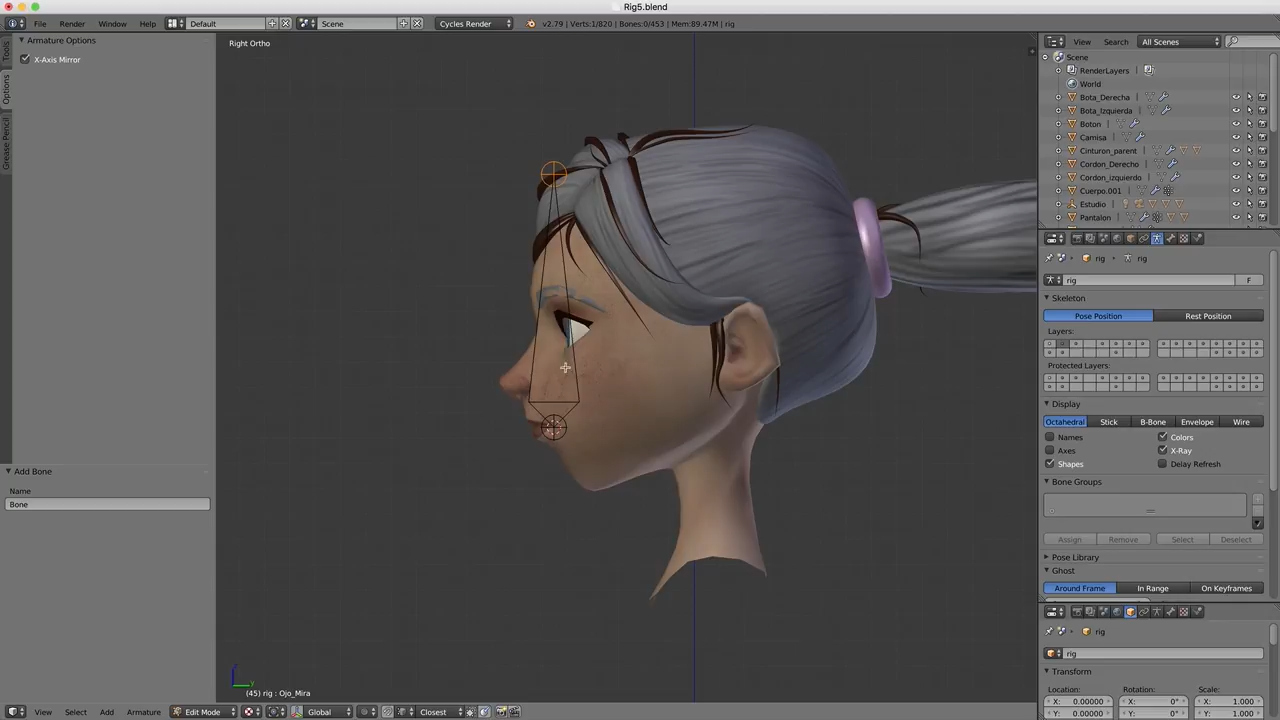 Rig5.blend
File Render Window Help Default Scene Cycles Render v2.79 | Verts:1/820 | Bones:0/453 | Mem:89.47M | rig
Armature Options
X-Axis Mirror
Tools
Options
Grease Pencil
Add Bone
Name
Bone
Right Ortho
(45) rig : Ojo_Mira
View Select Add Armature Edit Mode Global Closest
View Search All Scenes
Scene
RenderLayers
World
Bota_Derecha
Bota_Izquierda
Boton
Camisa
Cinturon_parent
Cordon_Derecho
Cordon_izquierdo
Cuerpo.001
Estudio
Pantalon
rig rig
rig F
Skeleton
Pose Position Rest Position
Layers:
Protected Layers:
Display
Octahedral Stick B-Bone Envelope Wire
Names Colors
Axes X-Ray
Shapes Delay Refresh
Bone Groups
Assign Remove Select Deselect
Pose Library
Ghost
Around Frame In Range On Keyframes
rig
rig
Transform
Location: Rotation: Scale:
X: 0.00000 X: 0° X: 1.000
Y: 0.00000 Y: 0° Y: 1.000